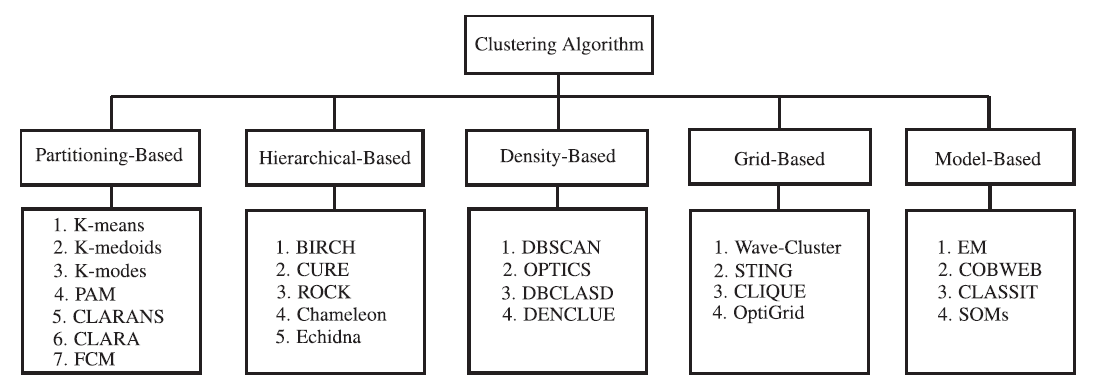 Clustering Algorithm
Partitioning-Based
Hierarchical-Based
Density-Based
Grid-Based
Model-Based
1. K-means
2. K-medoids
3. K-modes
4. PAM
5. CLARANS
6. CLARA
7. FCM
1. BIRCH
2. CURE
3. ROCK
4. Chameleon
5. Echidna
1. DBSCAN
2. OPTICS
3. DBCLASD
4. DENCLUE
1. Wave-Cluster
2. STING
3. CLIQUE
4. OptiGrid
1. EM
2. COBWEB
3. CLASSIT
4. SOMs